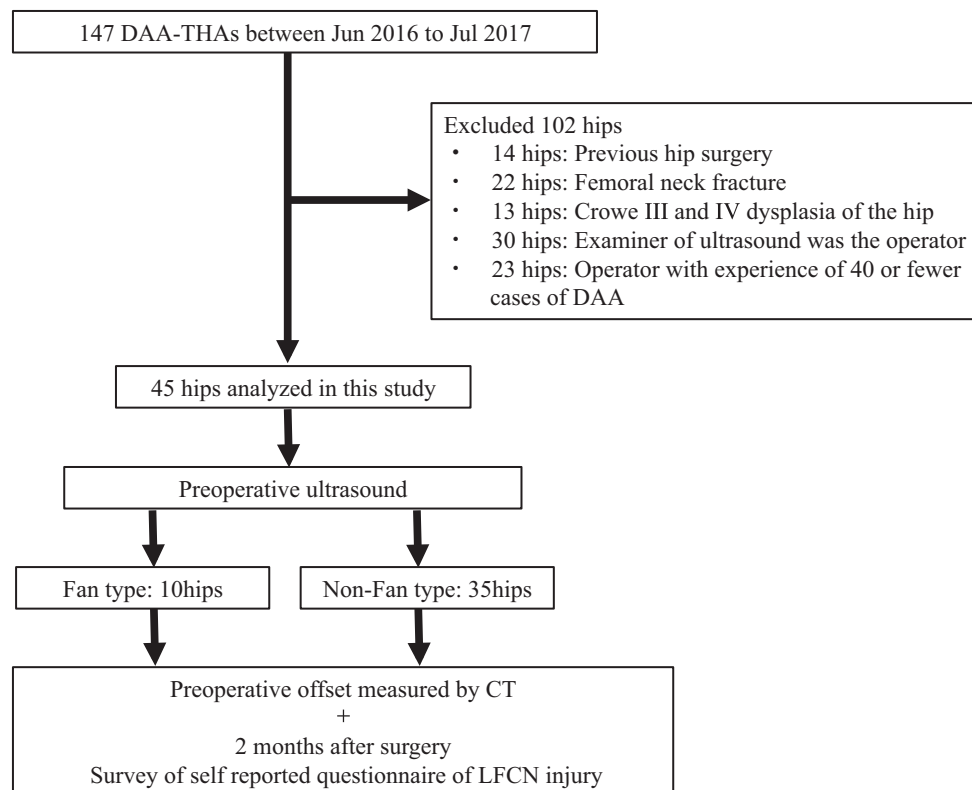 147 DAA-THAs between Jun 2016 to Jul 2017
Excluded 102 hips
・ 14 hips: Previous hip surgery
・ 22 hips: Femoral neck fracture
・ 13 hips: Crowe III and IV dysplasia of the hip
・ 30 hips: Examiner of ultrasound was the operator
・ 23 hips: Operator with experience of 40 or fewer
cases of DAA
45 hips analyzed in this study
Preoperative ultrasound
Fan type: 10hips
Non-Fan type: 35hips
Preoperative offset measured by CT
+
2 months after surgery
Survey of self reported questionnaire of LFCN injury